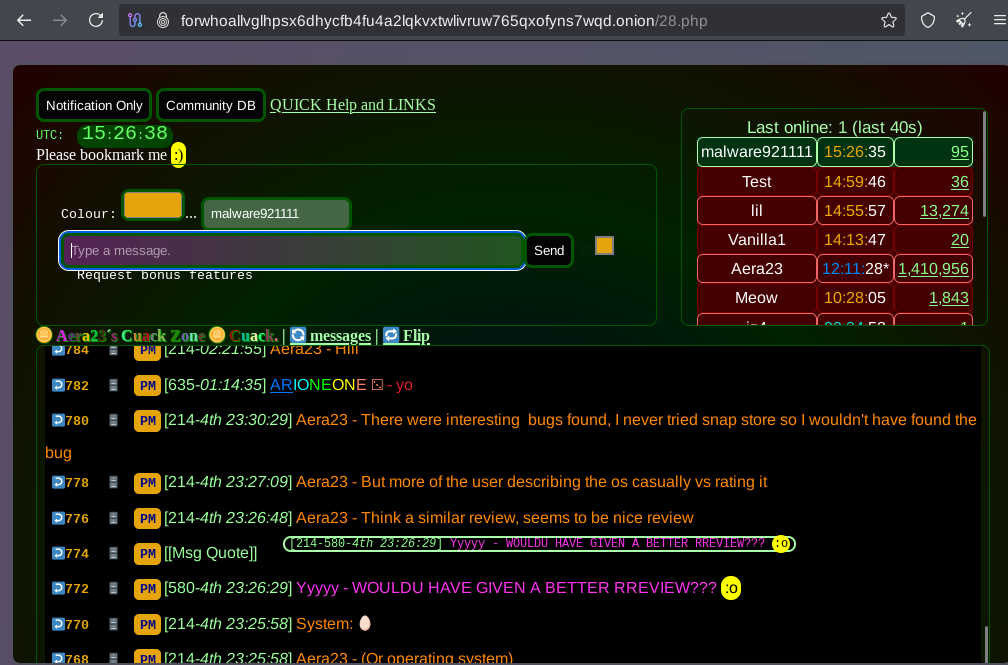 forwhoallvglhpsx6dhycfb4fu4a2lqkvxtwlivruw765qxofyns7wqd.onion/28.php
Notification Only Community DB QUICK Help and LINKS
UTC: 15:26:38
Please bookmark me :)
Colour: ... malware921111
Type a message. Send
Request bonus features
Last online: 1 (last 40s)
malware921111 15:26:35 95
Test 14:59:46 36
lil 14:55:57 13,274
Vanilla1 14:13:47 20
Aera23 12:11:28* 1,410,956
Meow 10:28:05 1,843
Aera23´s Cuack Zone Cuack. | messages | Flip
784 PM [214-02:21:55] Aera23 - Hiii
782 PM [635-01:14:35] ARIONEONE - yo
780 PM [214-4th 23:30:29] Aera23 - There were interesting bugs found, I never tried snap store so I wouldn't have found the
bug
778 PM [214-4th 23:27:09] Aera23 - But more of the user describing the os casually vs rating it
776 PM [214-4th 23:26:48] Aera23 - Think a similar review, seems to be nice review
774 PM [[Msg Quote]] [214-580-4th 23:26:29] Yyyyy - WOULDU HAVE GIVEN A BETTER RREVIEW??? :o
772 PM [580-4th 23:26:29] Yyyyy - WOULDU HAVE GIVEN A BETTER RREVIEW??? :o
770 PM [214-4th 23:25:58] Aera23 - System: 🥚
768 PM [214-4th 23:25:58] Aera23 - (Or operating system)